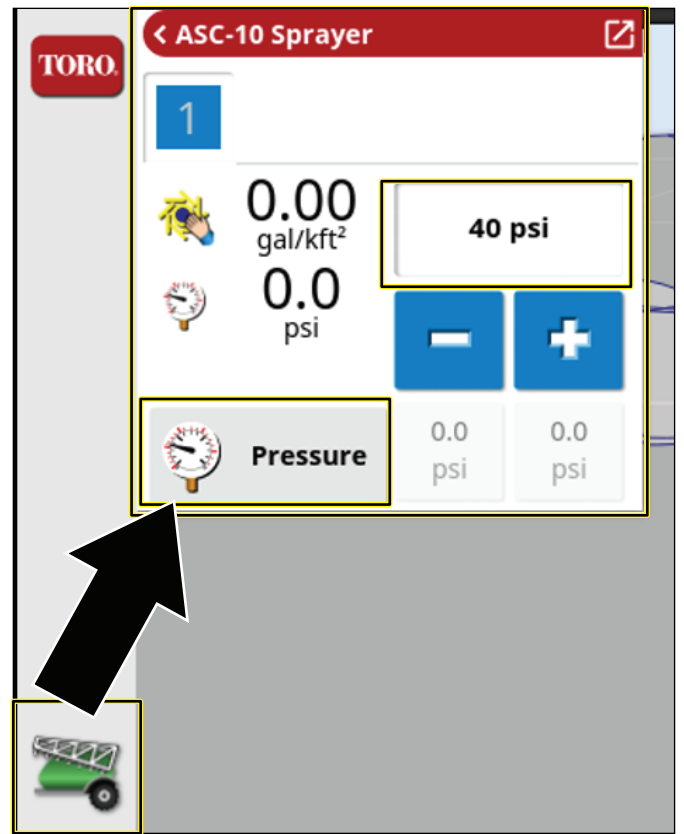 TORO.
< ASC-10 Sprayer
1
0.00
gal/kft²
40 psi
0.0
psi
Pressure
0.0
psi
0.0
psi